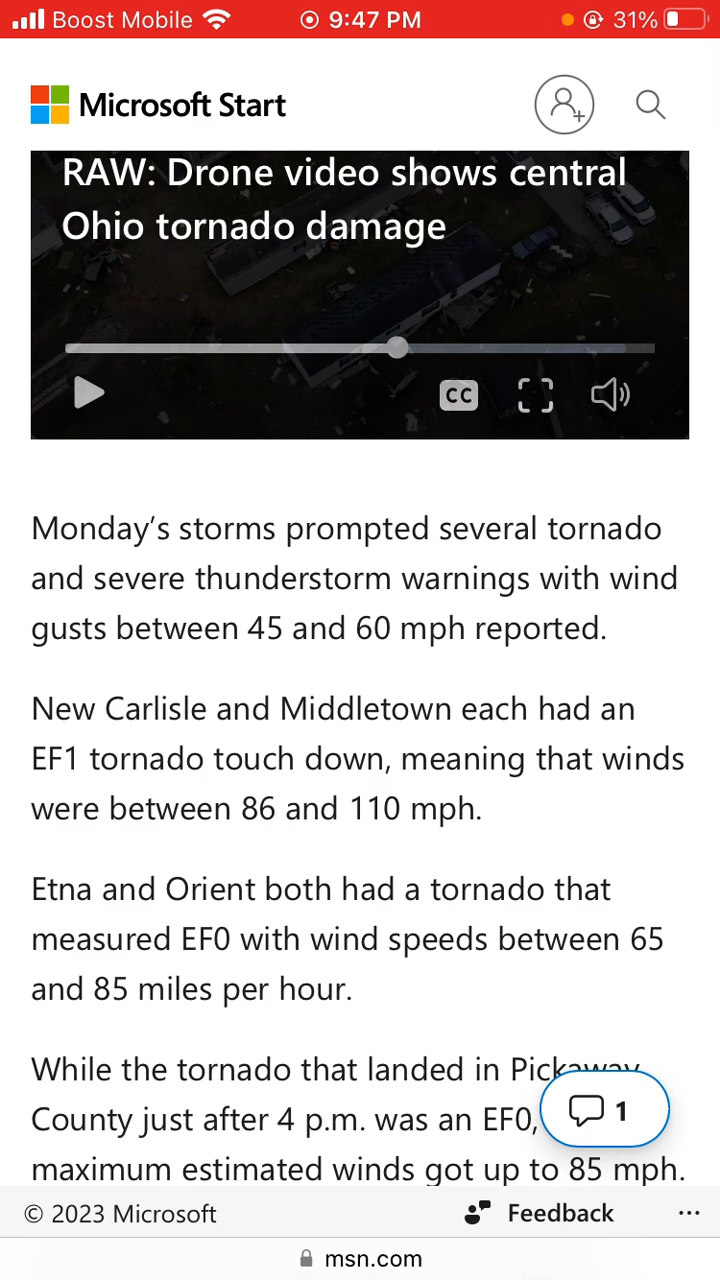 Boost Mobile 9:47 PM 31%
Microsoft Start
RAW: Drone video shows central
Ohio tornado damage
CC
Monday’s storms prompted several tornado
and severe thunderstorm warnings with wind
gusts between 45 and 60 mph reported.
New Carlisle and Middletown each had an
EF1 tornado touch down, meaning that winds
were between 86 and 110 mph.
Etna and Orient both had a tornado that
measured EF0 with wind speeds between 65
and 85 miles per hour.
While the tornado that landed in Pickaway
County just after 4 p.m. was an EF0,
1
maximum estimated winds got up to 85 mph.
© 2023 Microsoft Feedback ...
msn.com